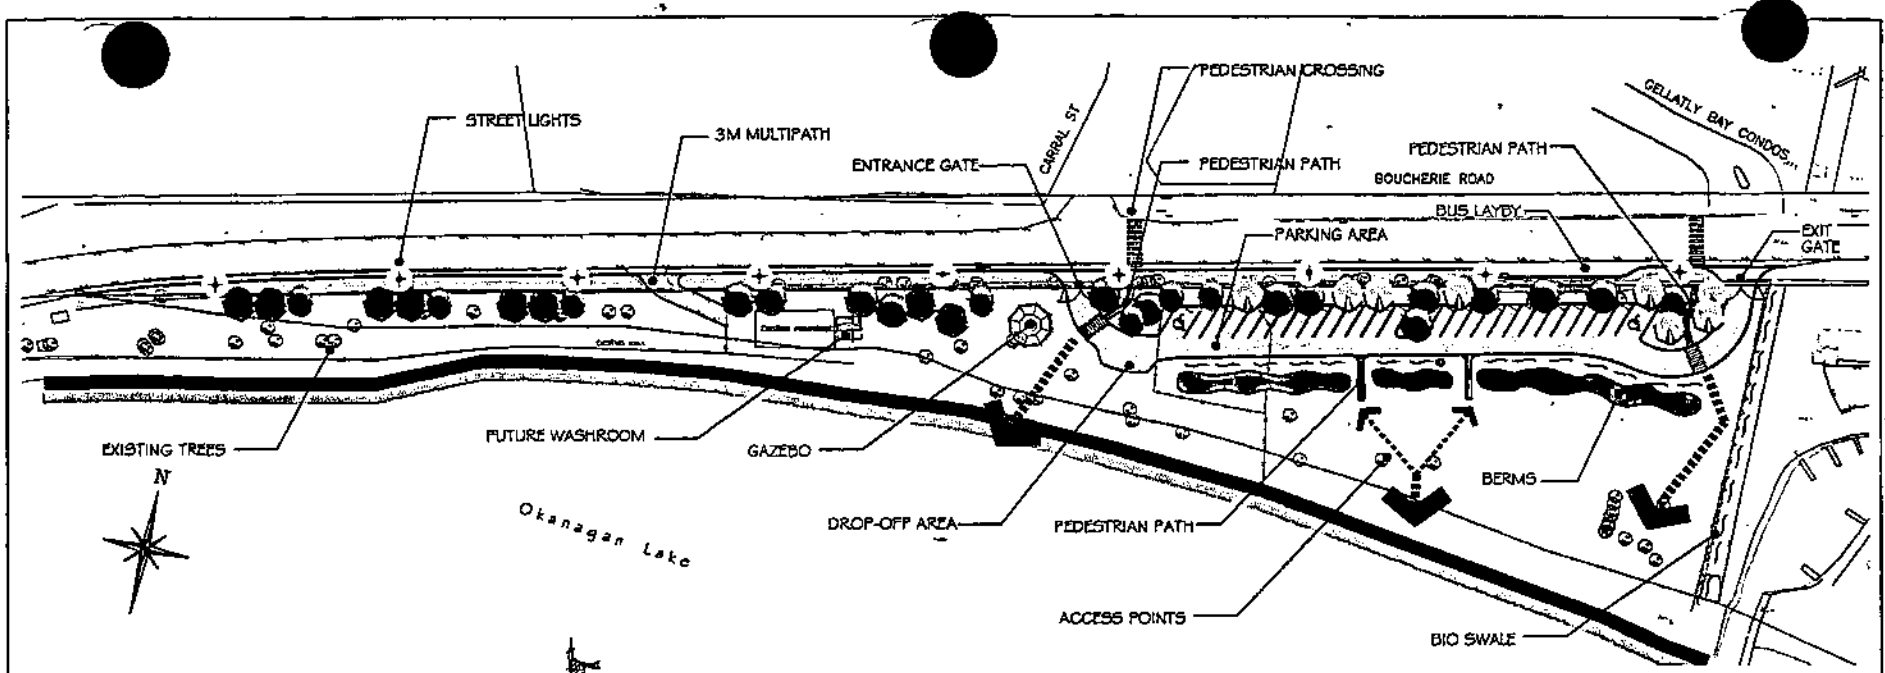 PEDESTRIAN CROSSING
STREET LIGHTS
3M MULTIPATH
CARRAL ST
GELLATLY BAY CONDOS
ENTRANCE GATE
PEDESTRIAN PATH
PEDESTRIAN PATH
BOUCHERIE ROAD
BUS LAYBY
PARKING AREA
EXIT
GATE
EXISTING TREES
FUTURE WASHROOM
GAZEBO
N
Okanagan Lake
DROP-OFF AREA
PEDESTRIAN PATH
BERMS
ACCESS POINTS
BIO SWALE